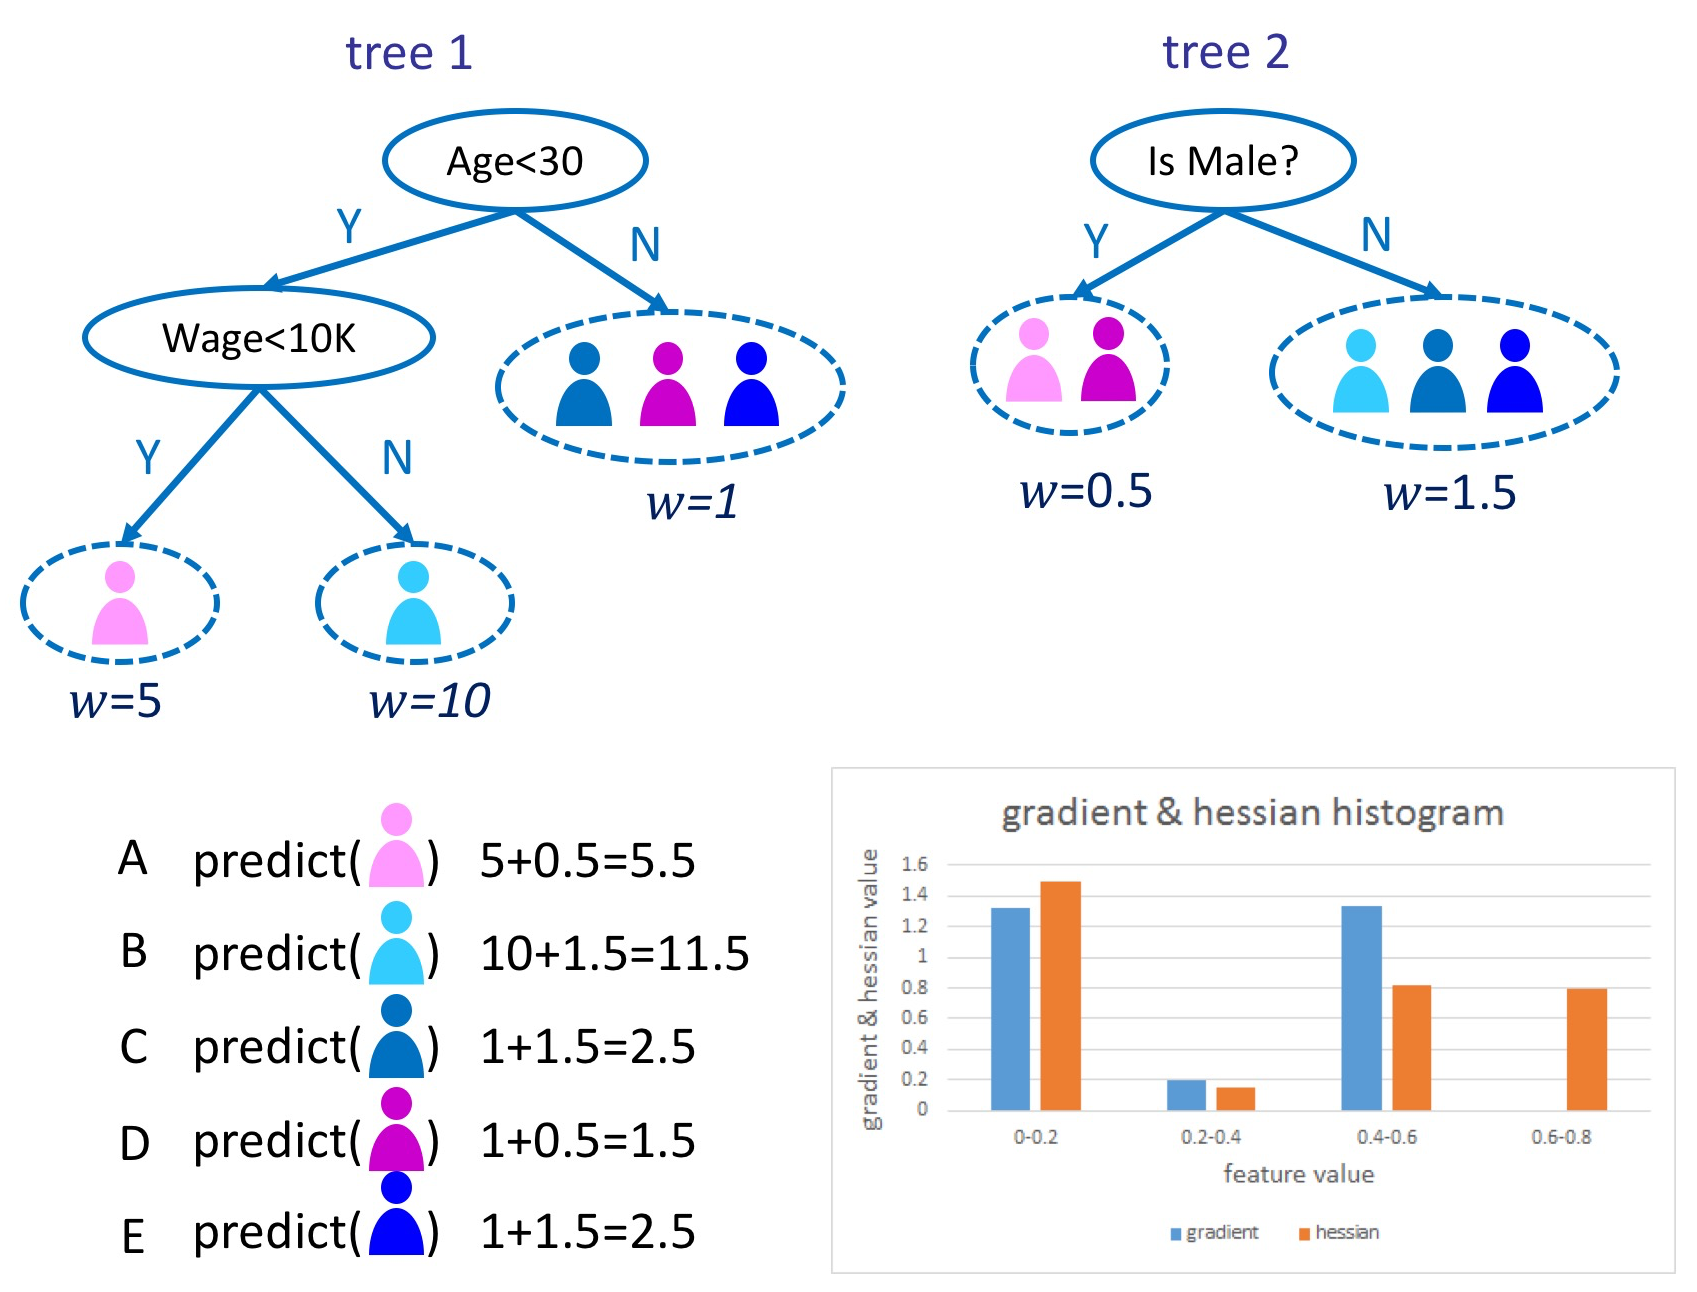 tree 1
tree 2
Age<30
Is Male?
Y
N
Y
N
Wage<10K
Y
N
w=1
w=0.5
w=1.5
w=5
w=10
A predict( ) 5+0.5=5.5
B predict( ) 10+1.5=11.5
C predict( ) 1+1.5=2.5
D predict( ) 1+0.5=1.5
E predict( ) 1+1.5=2.5
gradient & hessian histogram
gradient & hessian value
1.6
1.4
1.2
1
0.8
0.6
0.4
0.2
0
0-0.2
0.2-0.4
0.4-0.6
0.6-0.8
feature value
gradient
hessian